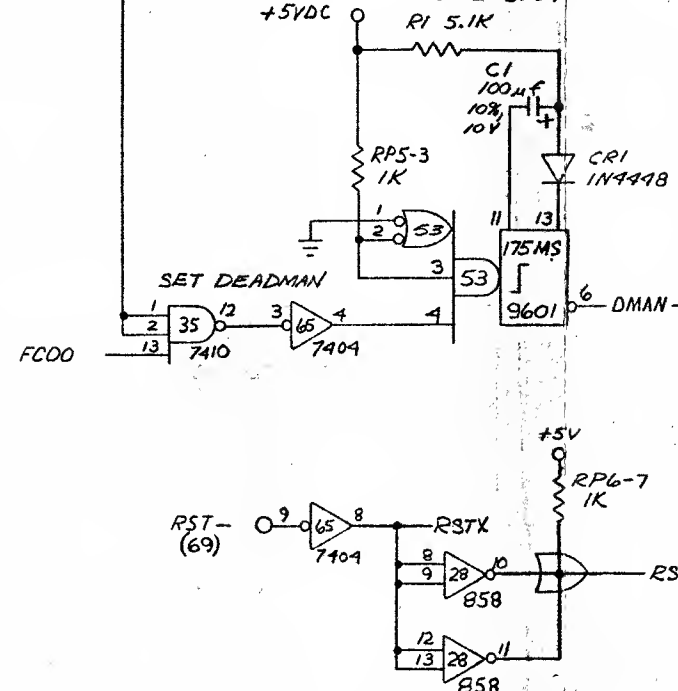 +5VDC
R1 5.1K
C1
100µf
10%
10V
+
RP5-3
1K
CR1
1N4448
1
2
53
11
13
175MS
9601
3
53
4
6
DMAN-
SET DEADMAN
1
2
13
35
12
7410
3
65
4
7404
FCOO
+5V
RP6-7
1K
RST-
(69)
9
65
8
7404
RSTX
8
9
28
10
858
RS
12
13
28
11
858